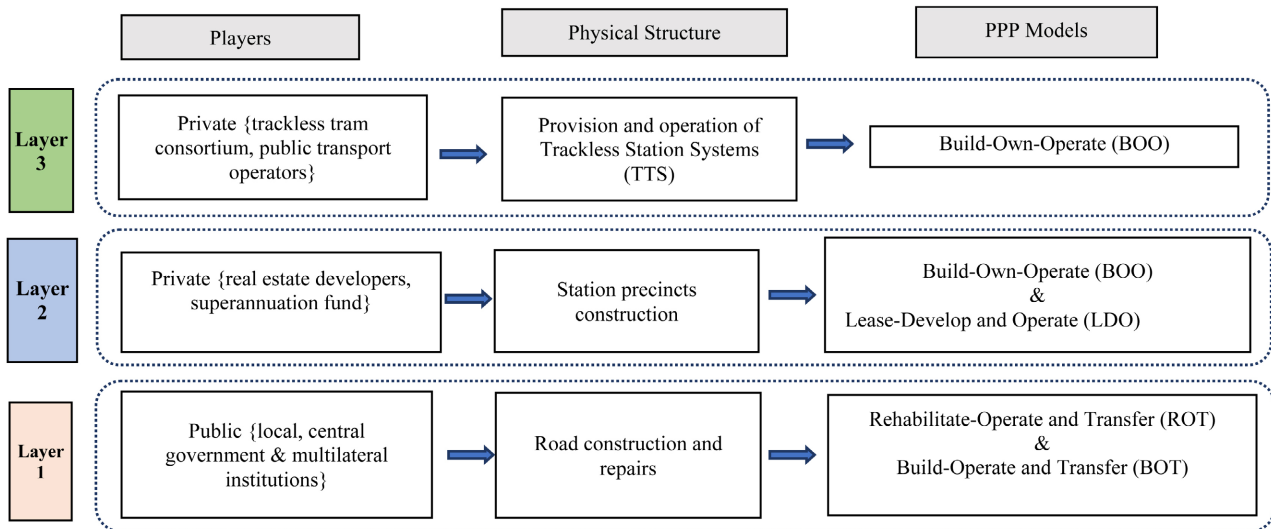 Players
Physical Structure
PPP Models
Layer
3
Private {trackless tram
consortium, public transport
operators}
Provision and operation of
Trackless Station Systems
(TTS)
Build-Own-Operate (BOO)
Layer
2
Private {real estate developers,
superannuation fund}
Station precincts
construction
Build-Own-Operate (BOO)
&
Lease-Develop and Operate (LDO)
Layer
1
Public {local, central
government & multilateral
institutions}
Road construction and
repairs
Rehabilitate-Operate and Transfer (ROT)
&
Build-Operate and Transfer (BOT)